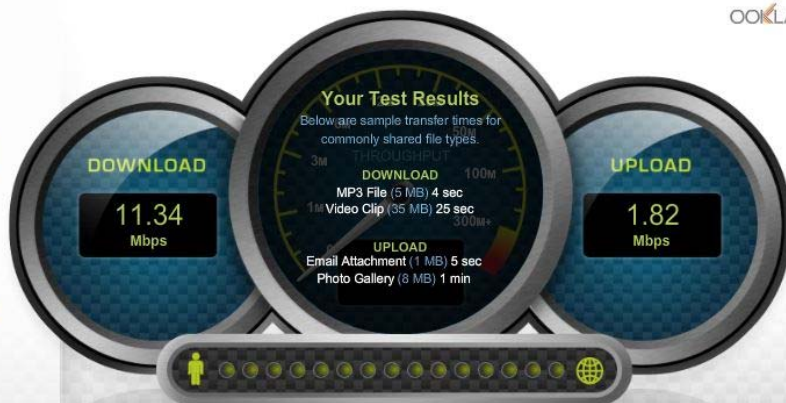 OOKLA
DOWNLOAD
11.34
Mbps
Your Test Results
Below are sample transfer times for
commonly shared file types.
THROUGHPUT
3M
50M
100M
1M
300M+
DOWNLOAD
MP3 File (5 MB) 4 sec
Video Clip (35 MB) 25 sec
UPLOAD
Email Attachment (1 MB) 5 sec
Photo Gallery (8 MB) 1 min
UPLOAD
1.82
Mbps